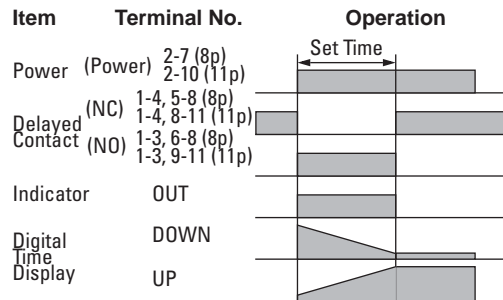 Item Terminal No. Operation
Set Time
Power (Power) 2-7 (8p)
2-10 (11p)
Delayed Contact (NC) 1-4, 5-8 (8p)
1-4, 8-11 (11p)
(NO) 1-3, 6-8 (8p)
1-3, 9-11 (11p)
Indicator OUT
Digital Time Display DOWN
UP